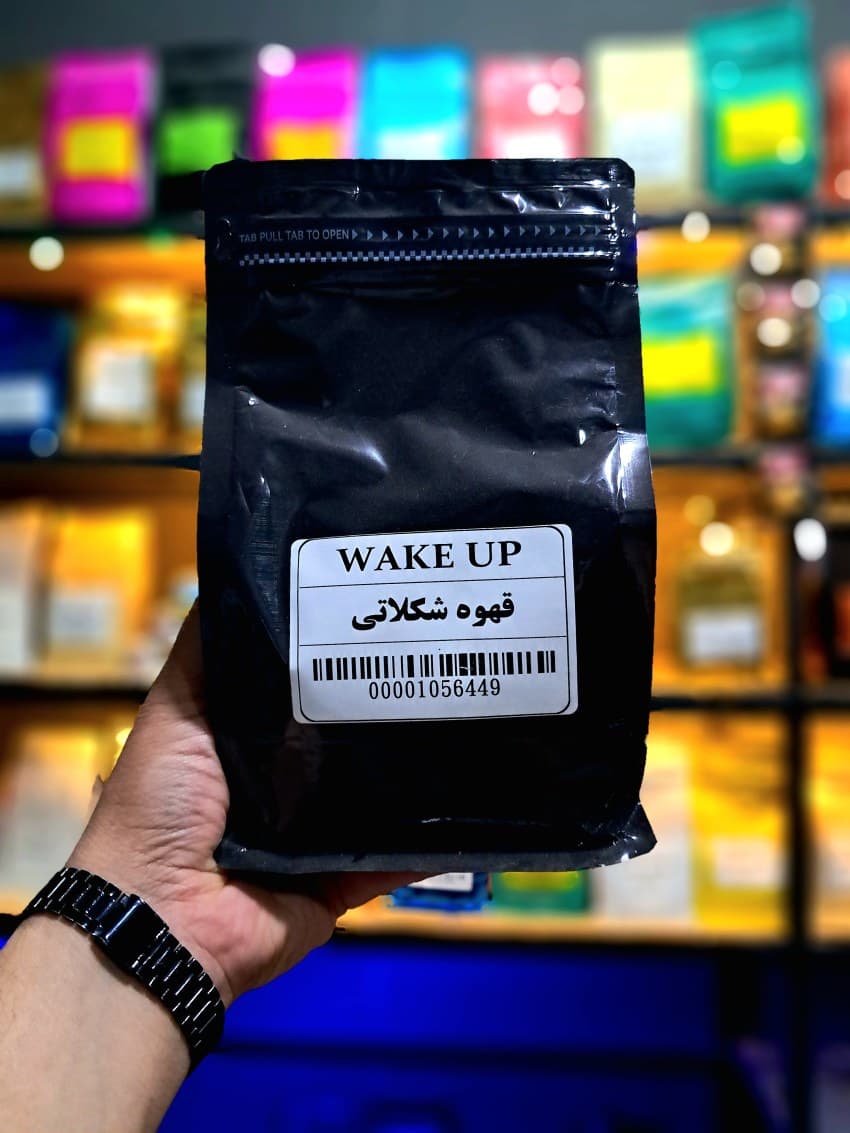 TAB PULL TAB TO OPEN
WAKE UP
قهوه شکلاتی
00001056449